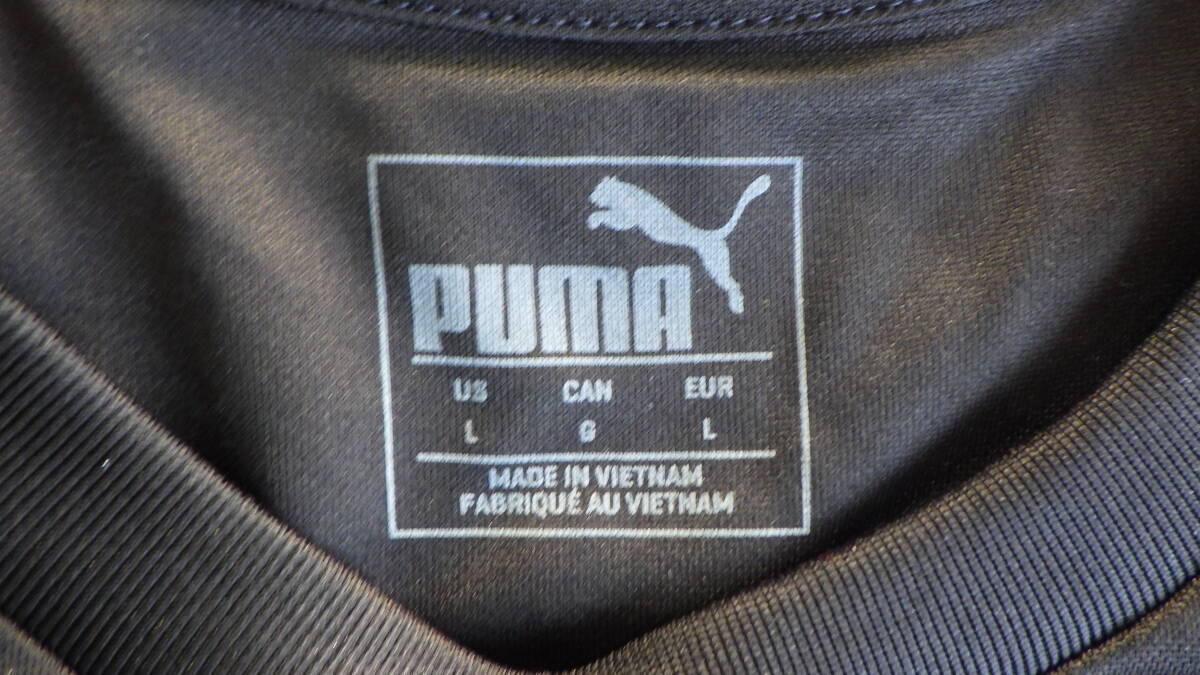 PUMA
US CAN EUR
L G L
MADE IN VIETNAM
FABRIQUÉ AU VIETNAM